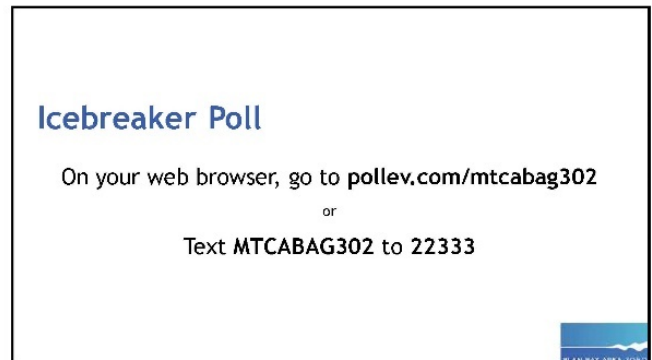 Icebreaker Poll
On your web browser, go to pollev.com/mtcabag302
or
Text MTCABAG302 to 22333